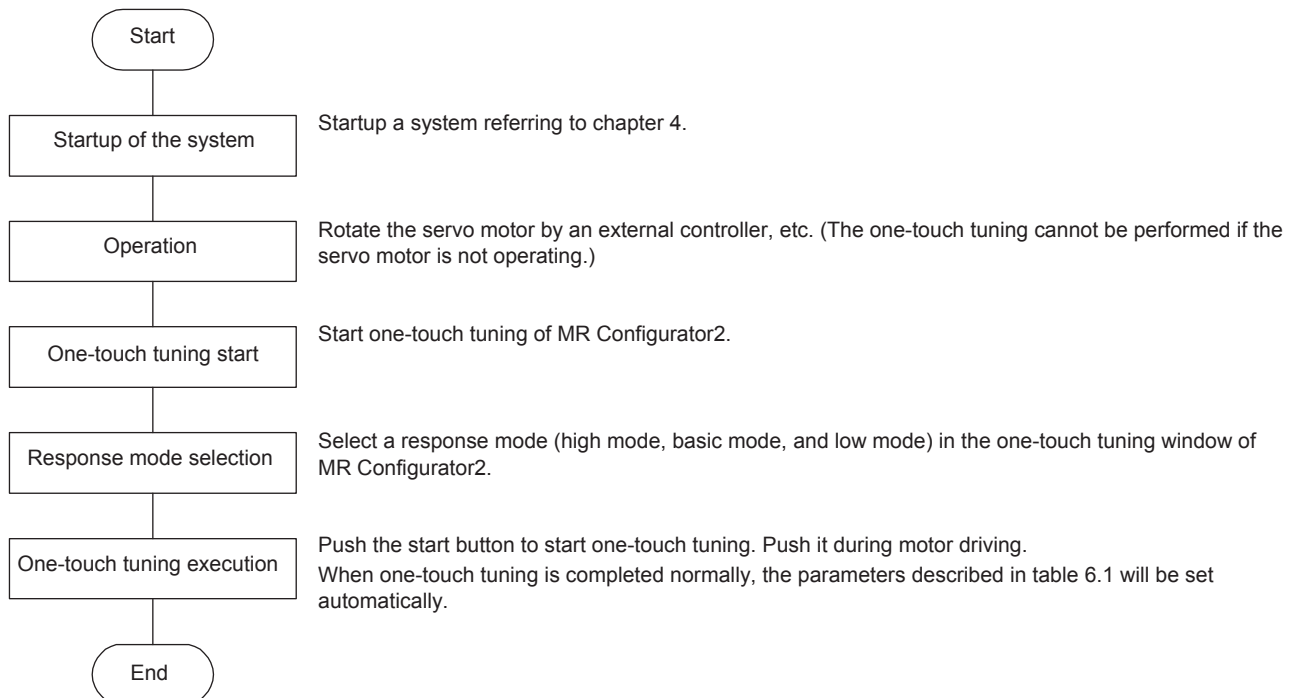 Start
Startup of the system
Startup a system referring to chapter 4.
Operation
Rotate the servo motor by an external controller, etc. (The one-touch tuning cannot be performed if the
servo motor is not operating.)
One-touch tuning start
Start one-touch tuning of MR Configurator2.
Response mode selection
Select a response mode (high mode, basic mode, and low mode) in the one-touch tuning window of
MR Configurator2.
One-touch tuning execution
Push the start button to start one-touch tuning. Push it during motor driving.
When one-touch tuning is completed normally, the parameters described in table 6.1 will be set
automatically.
End